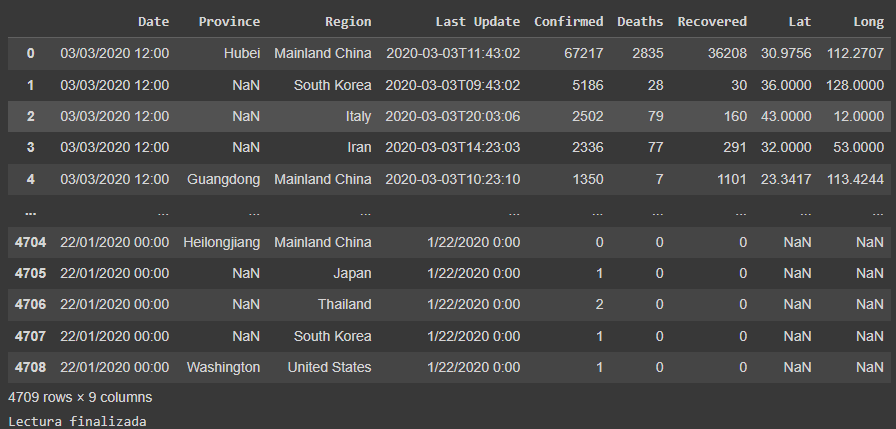 Date Province Region Last Update Confirmed Deaths Recovered Lat Long
0 03/03/2020 12:00 Hubei Mainland China 2020-03-03T11:43:02 67217 2835 36208 30.9756 112.2707
1 03/03/2020 12:00 NaN South Korea 2020-03-03T09:43:02 5186 28 30 36.0000 128.0000
2 03/03/2020 12:00 NaN Italy 2020-03-03T20:03:06 2502 79 160 43.0000 12.0000
3 03/03/2020 12:00 NaN Iran 2020-03-03T14:23:03 2336 77 291 32.0000 53.0000
4 03/03/2020 12:00 Guangdong Mainland China 2020-03-03T10:23:10 1350 7 1101 23.3417 113.4244
... ... ... ... ... ... ... ... ... ...
4704 22/01/2020 00:00 Heilongjiang Mainland China 1/22/2020 0:00 0 0 0 NaN NaN
4705 22/01/2020 00:00 NaN Japan 1/22/2020 0:00 1 0 0 NaN NaN
4706 22/01/2020 00:00 NaN Thailand 1/22/2020 0:00 2 0 0 NaN NaN
4707 22/01/2020 00:00 NaN South Korea 1/22/2020 0:00 1 0 0 NaN NaN
4708 22/01/2020 00:00 Washington United States 1/22/2020 0:00 1 0 0 NaN NaN
4709 rows × 9 columns
Lectura finalizada